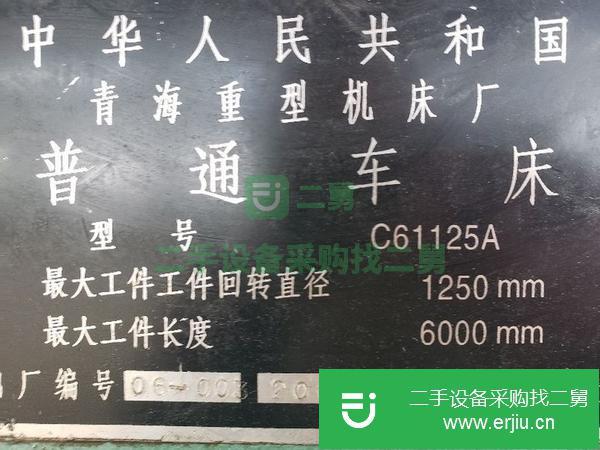 中华人民共和国
青海重型机床厂
普通车床
二舅
型号 C61125A
二手设备采购找二舅
最大工件工件回转直径 1250 mm
最大工件长度 6000 mm
厂编号 06-003
二手设备采购找二舅
www.erjiu.cn